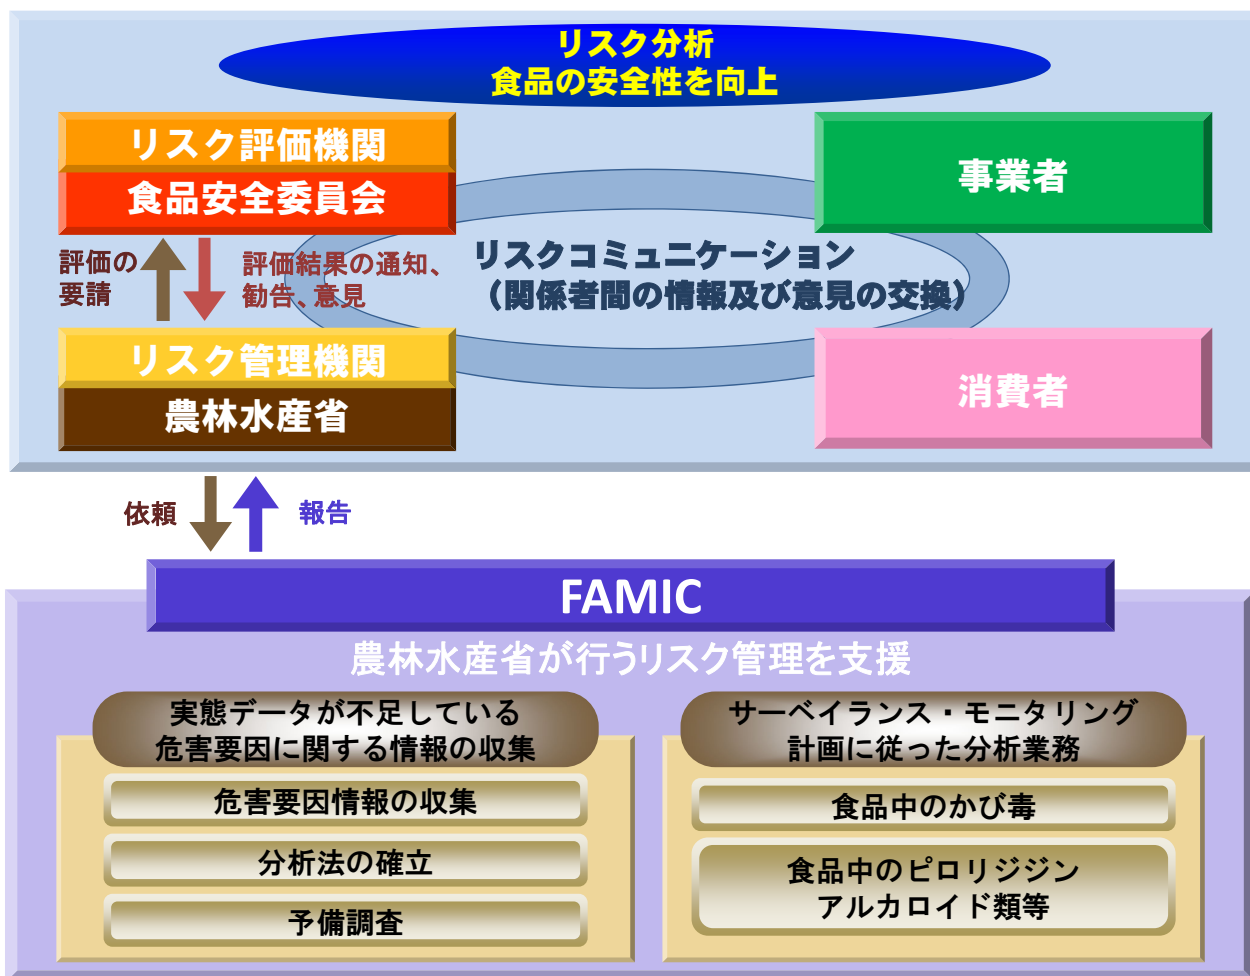 リスク分析
食品の安全性を向上
リスク評価機関
食品安全委員会
事業者
評価の
要請
評価結果の通知、
勧告、意見
リスクコミュニケーション
（関係者間の情報及び意見の交換）
リスク管理機関
農林水産省
消費者
依頼
報告
FAMIC
農林水産省が行うリスク管理を支援
実態データが不足している
危害要因に関する情報の収集
危害要因情報の収集
分析法の確立
予備調査
サーベイランス・モニタリング
計画に従った分析業務
食品中のかび毒
食品中のピロリジジン
アルカロイド類等